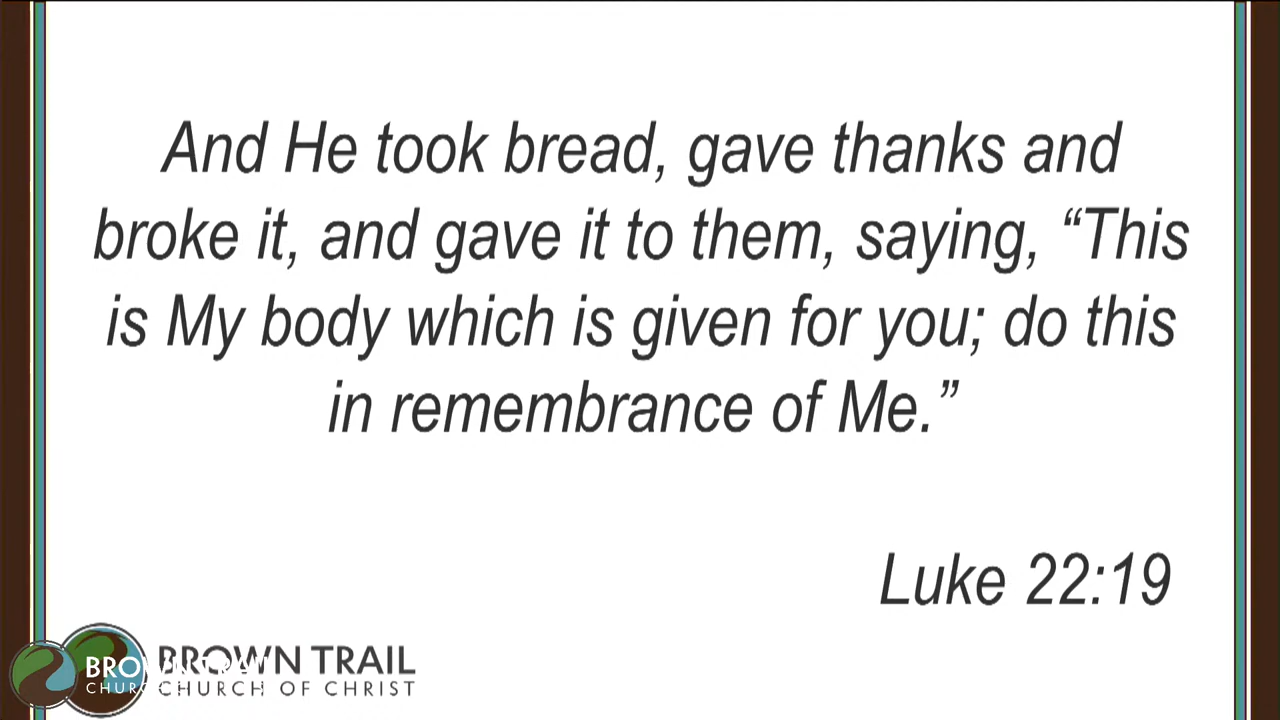 And He took bread, gave thanks and
broke it, and gave it to them, saying, “This
is My body which is given for you; do this
in remembrance of Me.”
Luke 22:19
BROWN TRAIL
CHURCH OF CHRIST